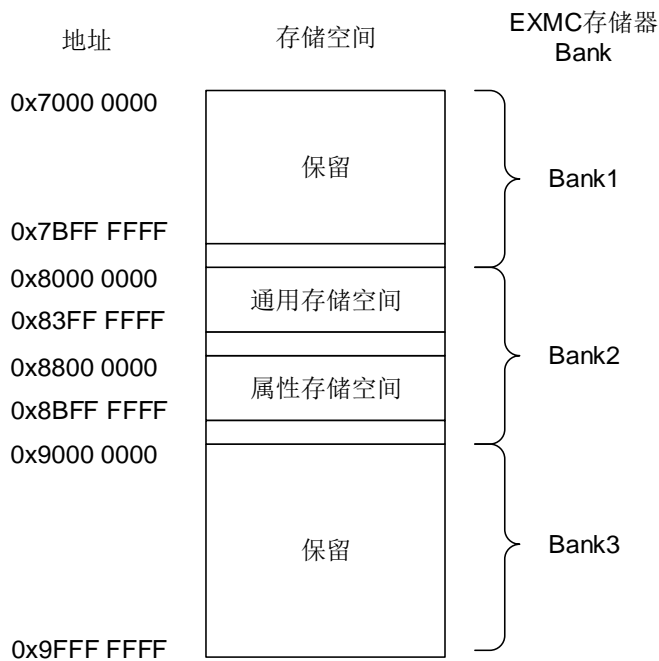 地址
存储空间
EXMC存储器
Bank
0x7000 0000
保留
Bank1
0x7BFF FFFF
0x8000 0000
通用存储空间
0x83FF FFFF
Bank2
0x8800 0000
属性存储空间
0x8BFF FFFF
0x9000 0000
保留
Bank3
0x9FFF FFFF